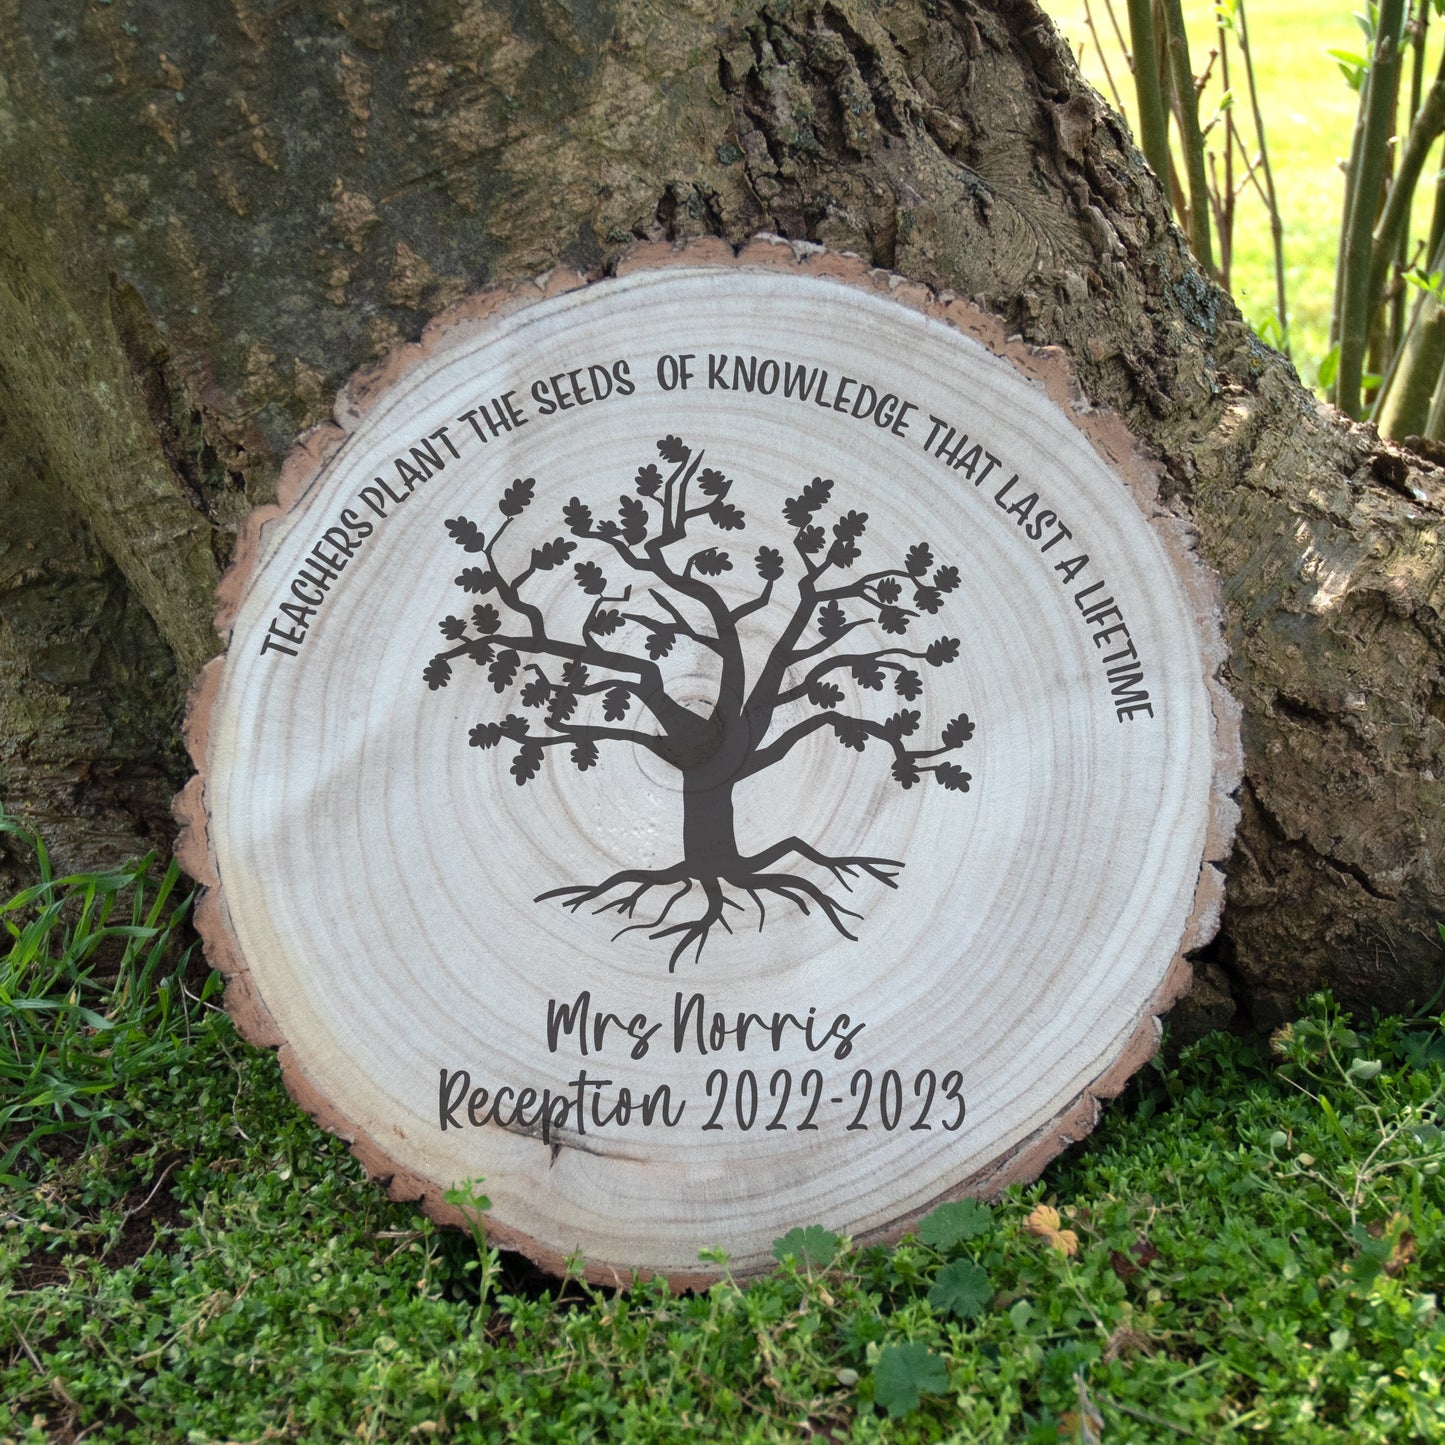 TEACHERS PLANT THE SEEDS OF KNOWLEDGE THAT LAST A LIFETIME
Mrs Norris
Reception 2022-2023